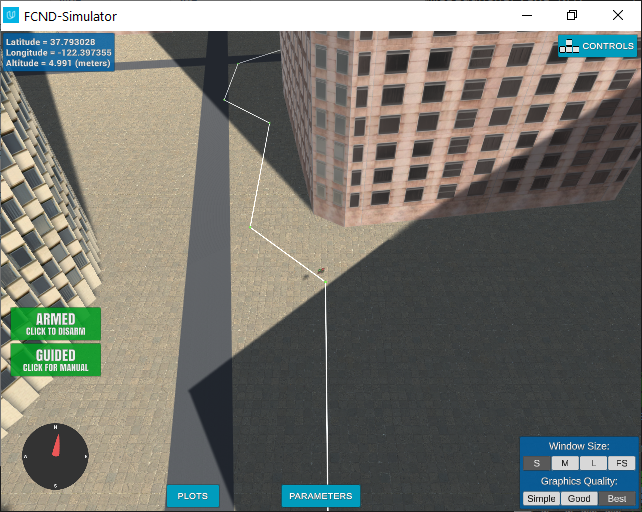 FCND-Simulator
Latitude = 37.793028
Longitude = -122.397355
Altitude = 4.991 (meters)
CONTROLS
ARMED
CLICK TO DISARM
GUIDED
CLICK FOR MANUAL
N
E
S
PLOTS
PARAMETERS
Window Size:
S M L FS
Graphics Quality:
Simple Good Best